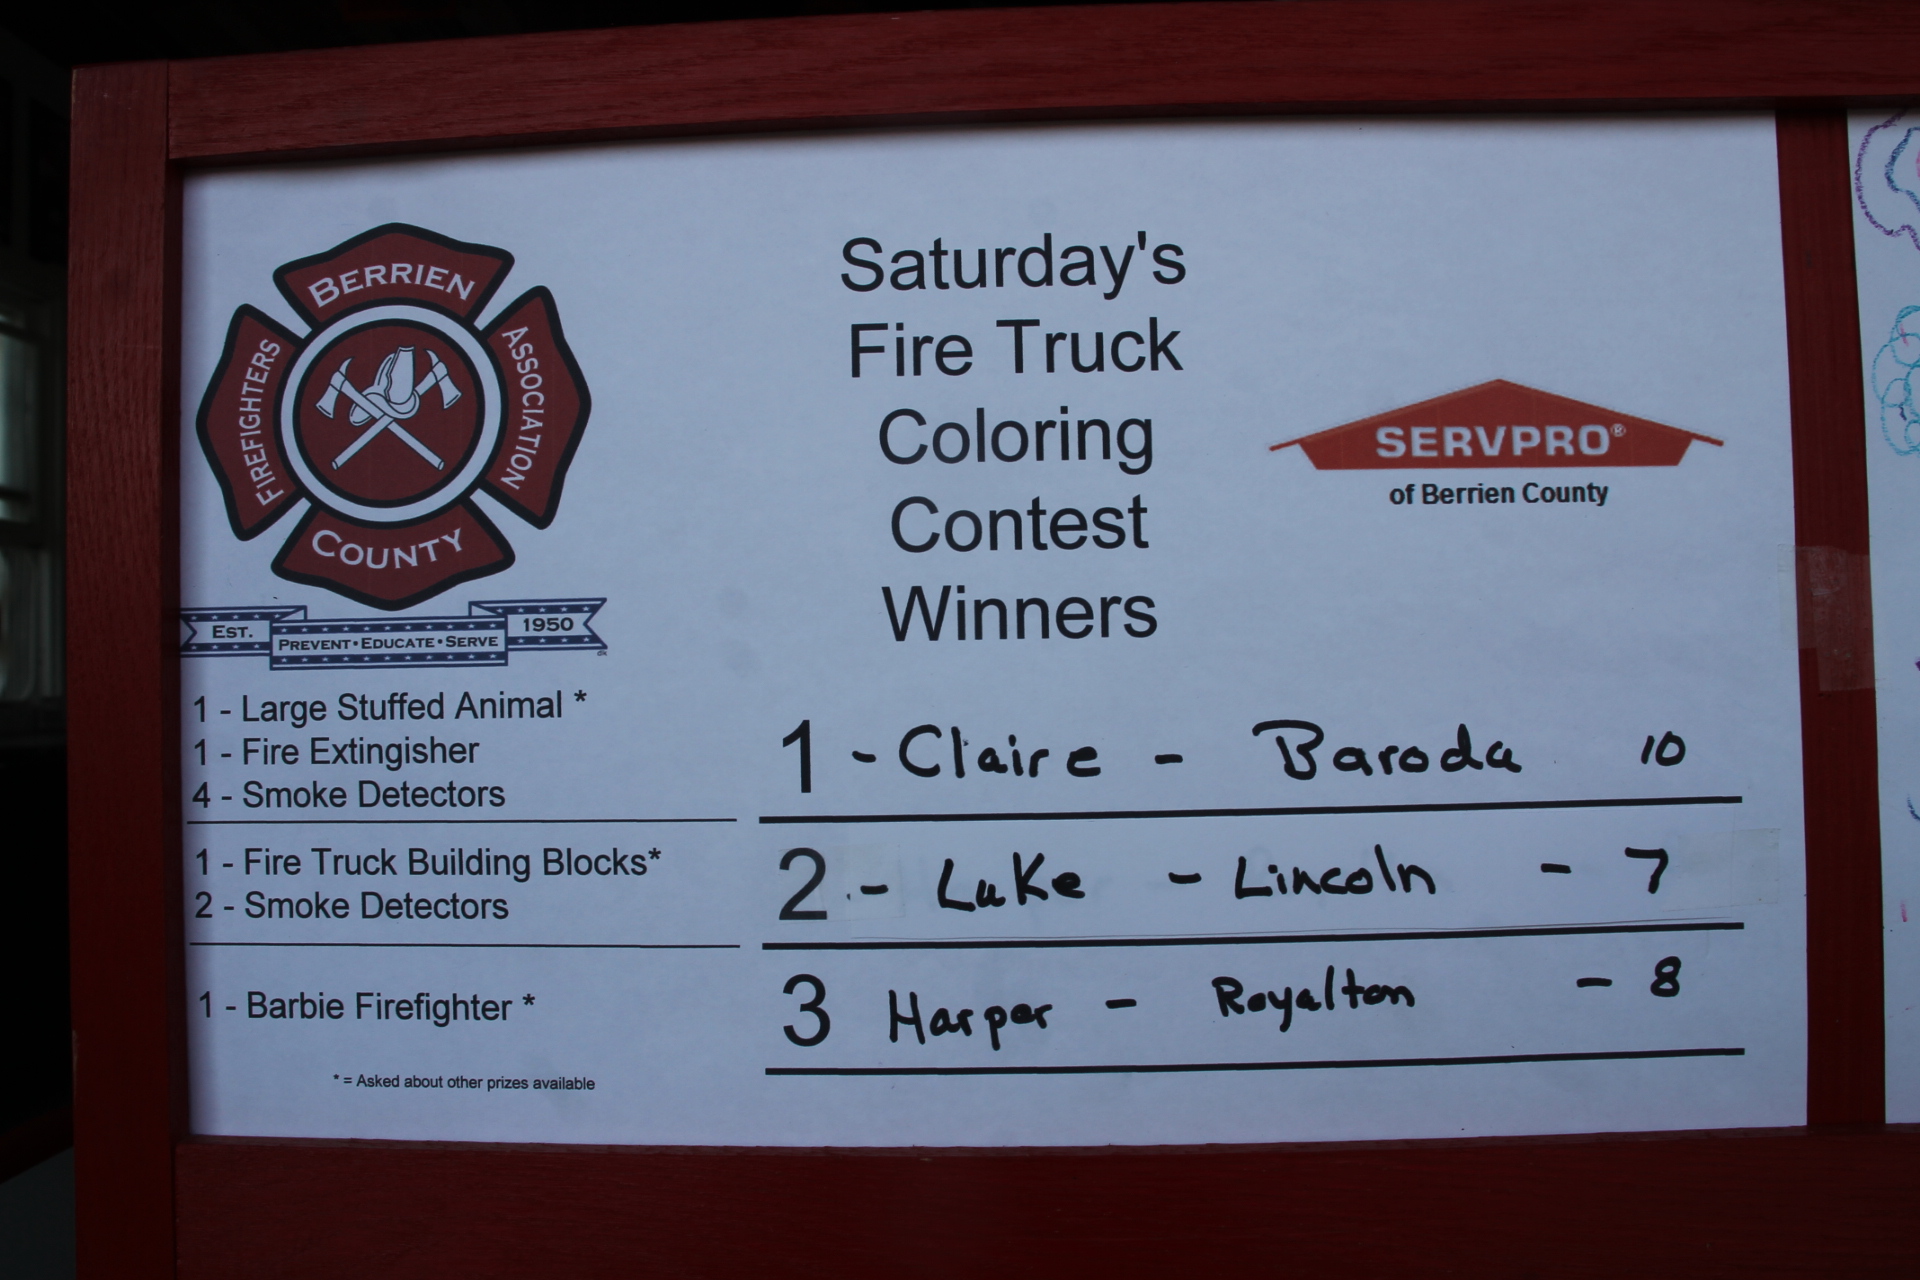 BERRIEN
FIREFIGHTERS
ASSOCIATION
COUNTY
EST.
PREVENT•EDUCATE•SERVE
1950
Saturday's
Fire Truck
Coloring
Contest
Winners
SERVPRO®
of Berrien County
1 - Large Stuffed Animal *
1 - Fire Extingisher
4 - Smoke Detectors
1 - Fire Truck Building Blocks*
2 - Smoke Detectors
1 - Barbie Firefighter *
* = Asked about other prizes available
1 - Claire - Baroda 10
2 - Luke - Lincoln - 7
3 Harper - Royalton - 8